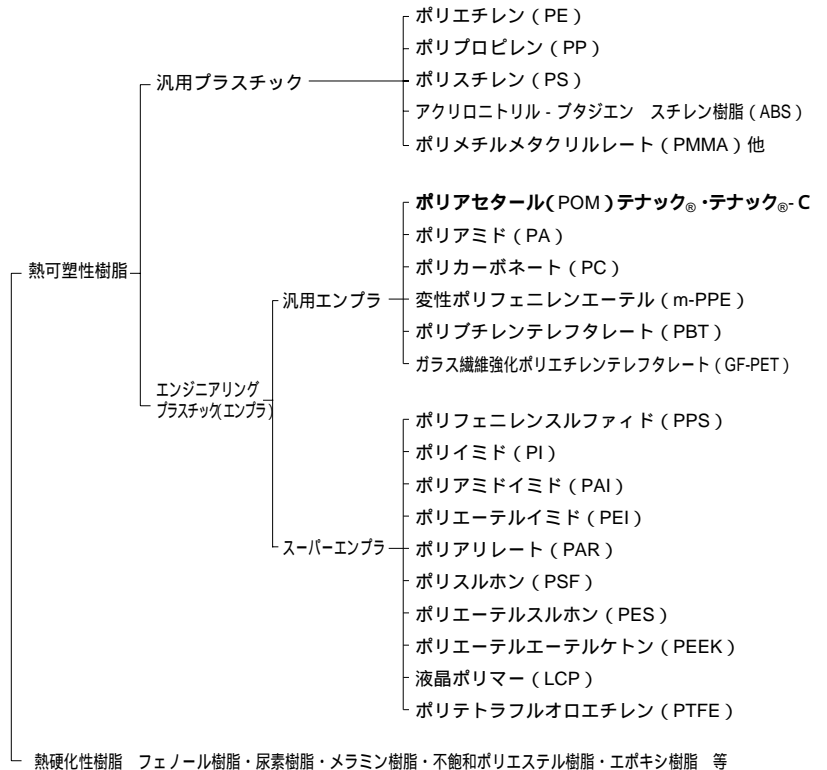 ポリエチレン(PE)
ポリプロピレン(PP)
汎用プラスチック
ポリスチレン(PS)
アクリロニトリル - ブタジエン　スチレン樹脂(ABS)
ポリメチルメタクリルレート(PMMA)他
ポリアセタール(POM)テナック®・テナック®- C
ポリアミド(PA)
熱可塑性樹脂
ポリカーボネート(PC)
汎用エンプラ
変性ポリフェニレンエーテル(m-PPE)
ポリブチレンテレフタレート(PBT)
ガラス繊維強化ポリエチレンテレフタレート(GF-PET)
エンジニアリング
プラスチック(エンプラ)
ポリフェニレンスルファィド(PPS)
ポリイミド(PI)
ポリアミドイミド(PAI)
ポリエーテルイミド(PEI)
スーパーエンプラ
ポリアリレート(PAR)
ポリスルホン(PSF)
ポリエーテルスルホン(PES)
ポリエーテルエーテルケトン(PEEK)
液晶ポリマー(LCP)
ポリテトラフルオロエチレン(PTFE)
熱硬化性樹脂　フェノール樹脂・尿素樹脂・メラミン樹脂・不飽和ポリエステル樹脂・エポキシ樹脂　等